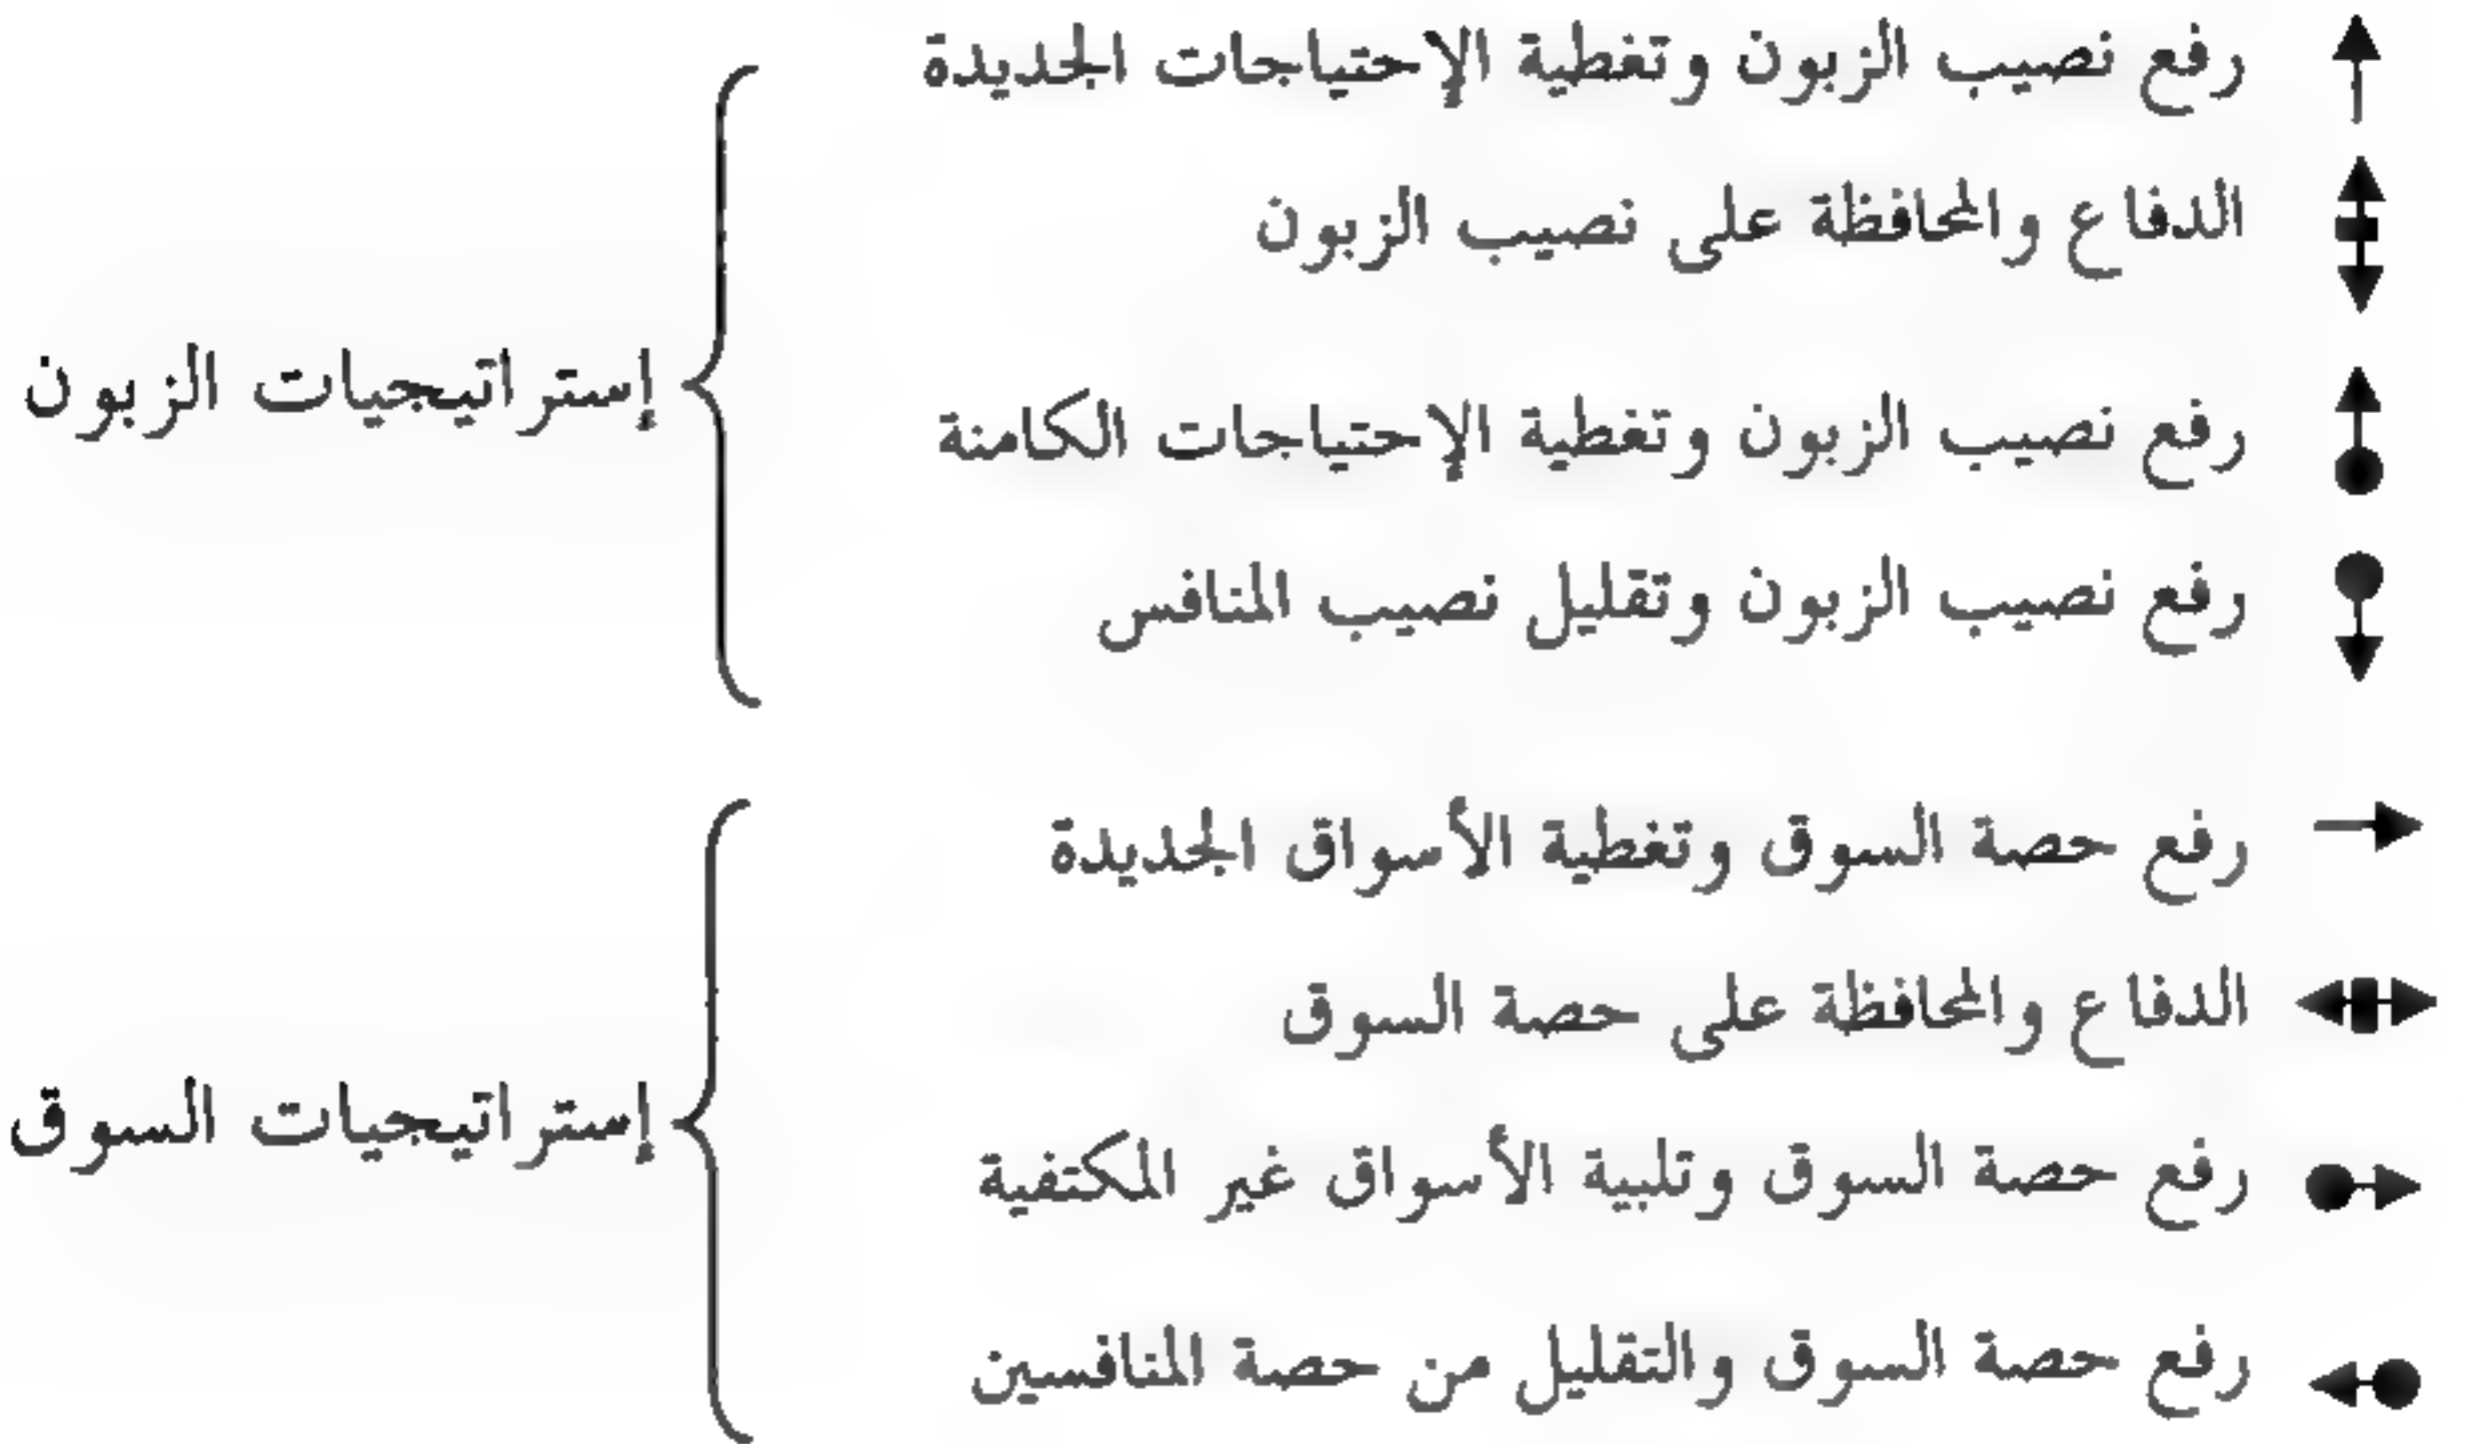 رفع نصيب الزبون وتغطية الإحتياجات الجديدة
الدفاع والمحافظة على نصيب الزبون
رفع نصيب الزبون وتغطية الإحتياجات الكامنة
رفع نصيب الزبون وتقليل نصيب المنافس
إستراتيجيات الزبون
رفع حصة السوق وتغطية الأسواق الجديدة
الدفاع والمحافظة على حصة السوق
رفع حصة السوق وتلبية الأسواق غير المكتفية
رفع حصة السوق والتقليل من حصة المنافسين
إستراتيجيات السوق